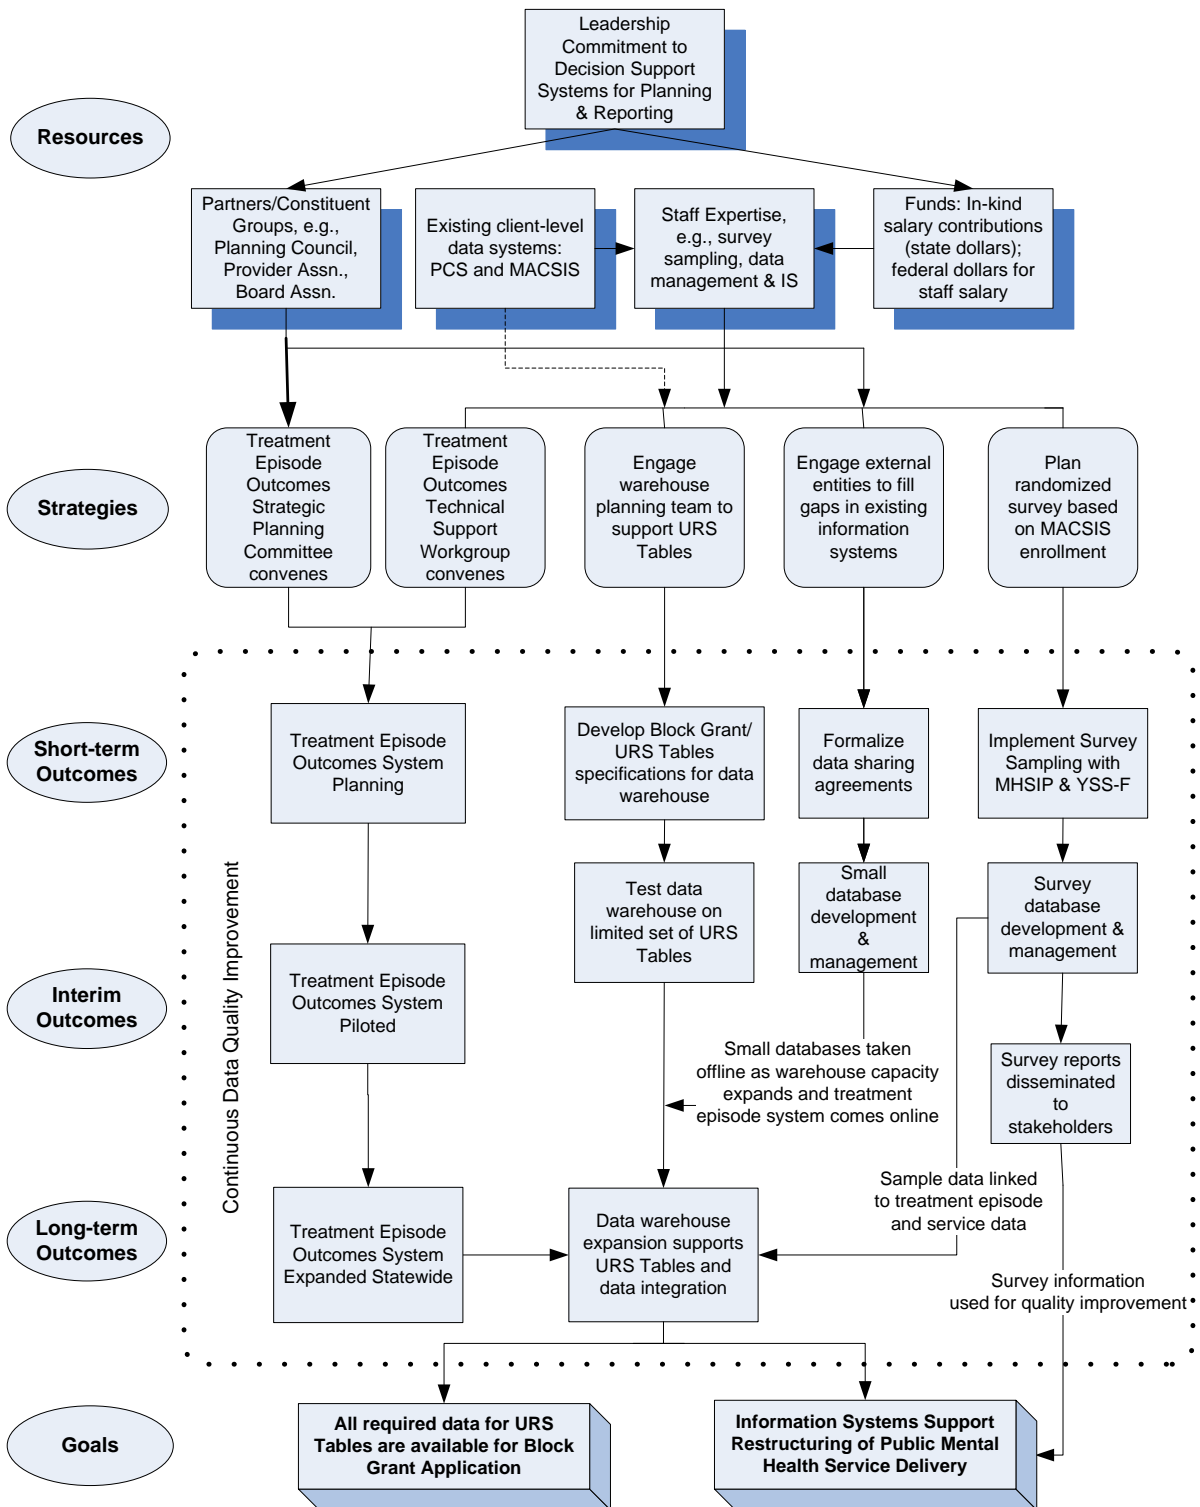 Leadership
Commitment to
Decision Support
Systems for Planning
& Reporting
Resources
Partners/Constituent
Groups, e.g.,
Planning Council,
Provider Assn.,
Board Assn.
Existing client-level
data systems:
PCS and MACSIS
Staff Expertise,
e.g., survey
sampling, data
management & IS
Funds: In-kind
salary contributions
(state dollars);
federal dollars for
staff salary
Strategies
Treatment
Episode
Outcomes
Strategic
Planning
Committee
convenes
Treatment
Episode
Outcomes
Technical
Support
Workgroup
convenes
Engage
warehouse
planning team to
support URS
Tables
Engage external
entities to fill
gaps in existing
information
systems
Plan
randomized
survey based
on MACSIS
enrollment
Short-term
Outcomes
Treatment Episode
Outcomes System
Planning
Develop Block Grant/
URS Tables
specifications for data
warehouse
Formalize
data sharing
agreements
Implement Survey
Sampling with
MHSIP & YSS-F
Continuous Data Quality Improvement
Test data
warehouse on
limited set of URS
Tables
Small
database
development
&
management
Survey
database
development &
management
Interim
Outcomes
Treatment Episode
Outcomes System
Piloted
Small databases taken
offline as warehouse capacity
expands and treatment
episode system comes online
Survey reports
disseminated
to
stakeholders
Long-term
Outcomes
Treatment Episode
Outcomes System
Expanded Statewide
Data warehouse
expansion supports
URS Tables and
data integration
Sample data linked
to treatment episode
and service data
Survey information
used for quality improvement
Goals
All required data for URS
Tables are available for Block
Grant Application
Information Systems Support
Restructuring of Public Mental
Health Service Delivery